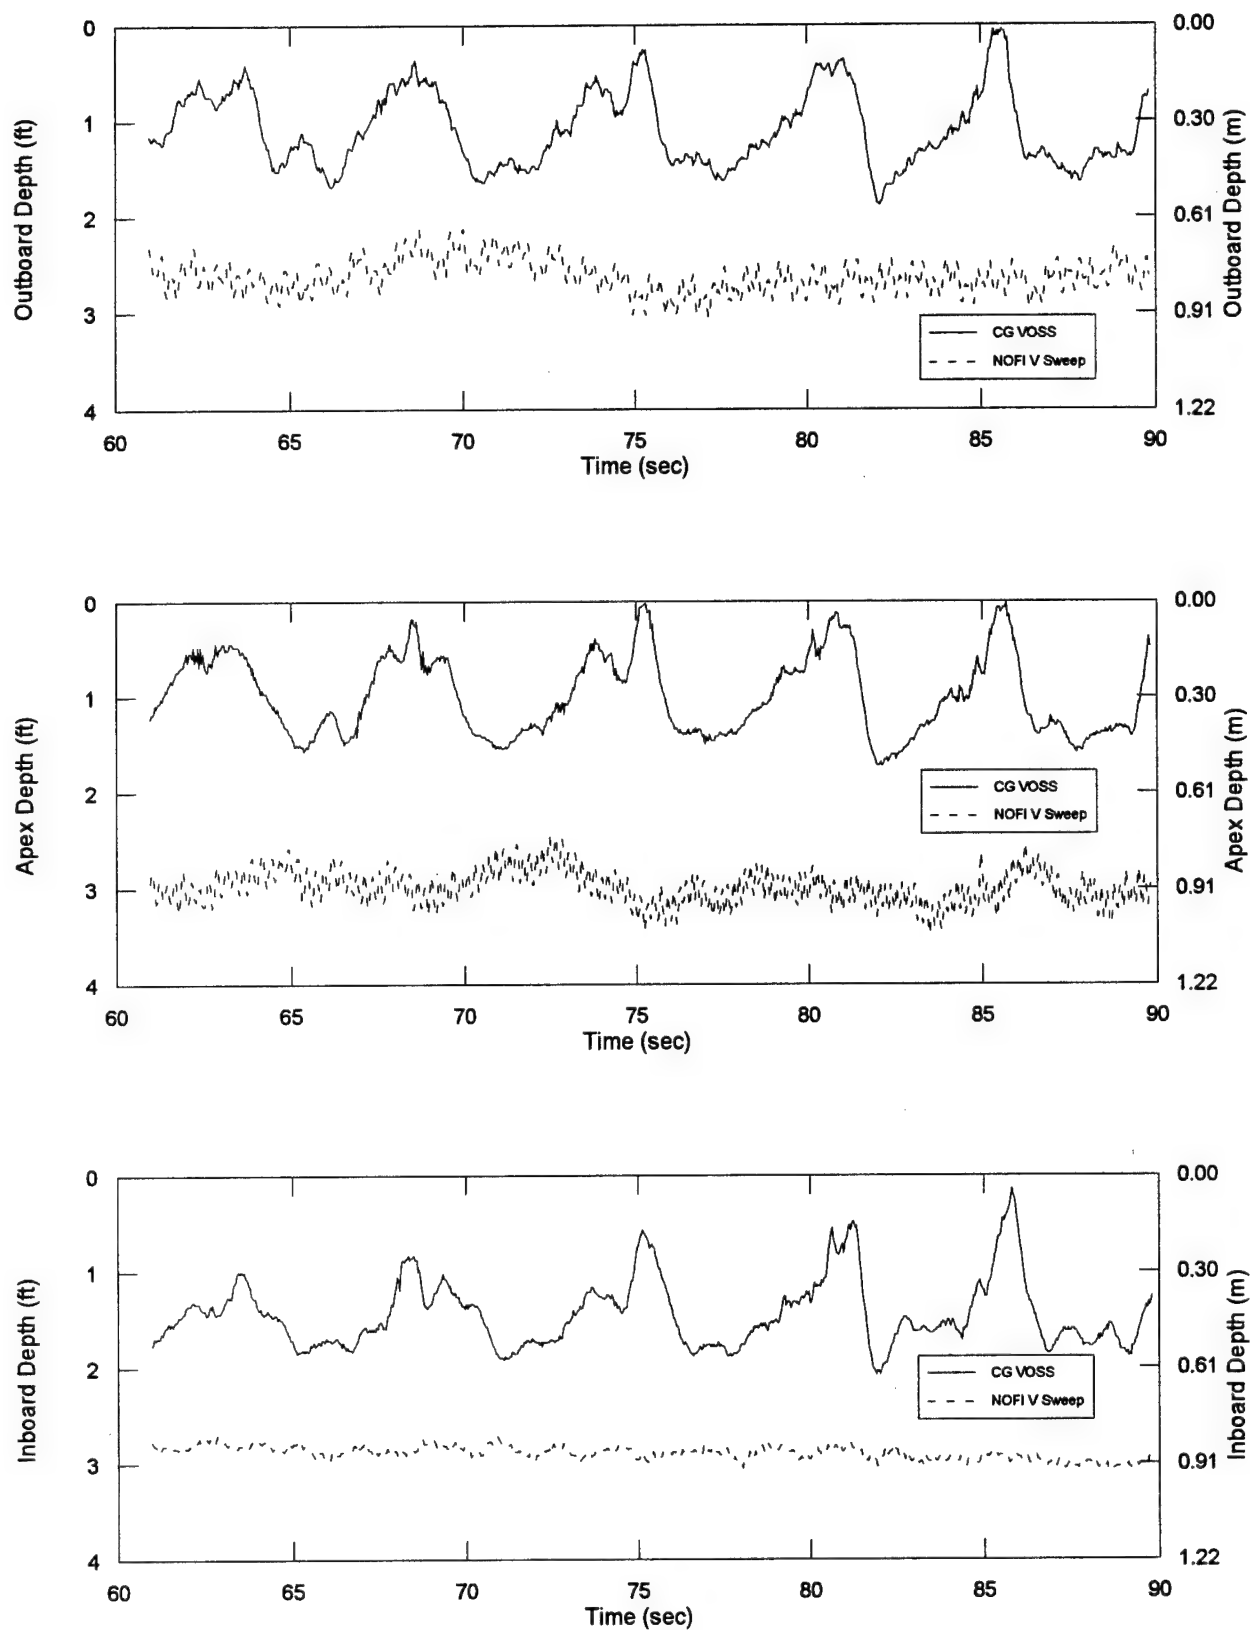 0
1
2
3
4
Outboard Depth (ft)
0.00
0.30
0.61
0.91
1.22
Outboard Depth (m)
CG VOSS
NOFI V Sweep
60 65 70 75 80 85 90
Time (sec)
0
1
2
3
4
Apex Depth (ft)
0.00
0.30
0.61
0.91
1.22
Apex Depth (m)
CG VOSS
NOFI V Sweep
60 65 70 75 80 85 90
Time (sec)
0
1
2
3
4
Inboard Depth (ft)
0.00
0.30
0.61
0.91
1.22
Inboard Depth (m)
CG VOSS
NOFI V Sweep
60 65 70 75 80 85 90
Time (sec)